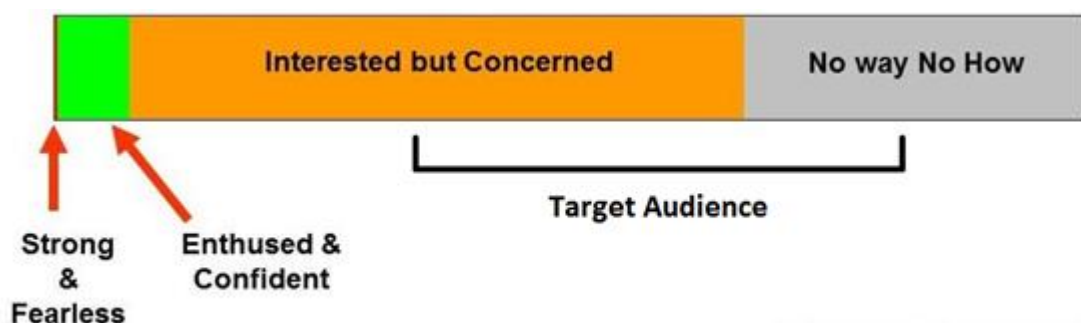 Interested but Concerned
No way No How
Target Audience
Strong
&
Fearless
Enthused &
Confident